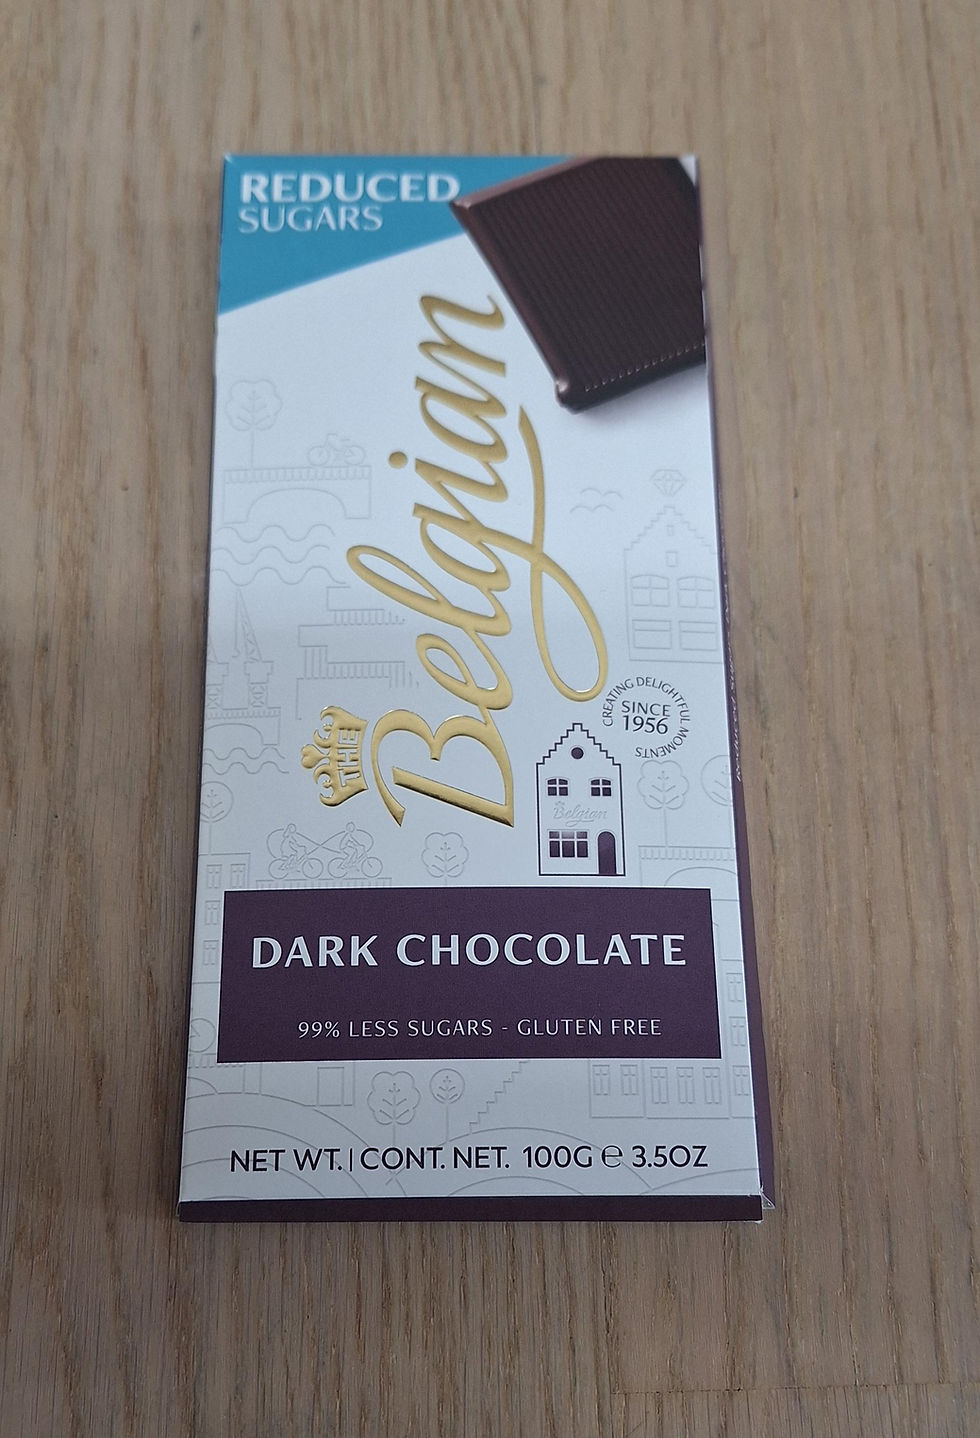 REDUCED
SUGARS
THE
Belgian
CREATING DELIGHTFUL MOMENTS
SINCE
1956
Belgian
DARK CHOCOLATE
99% LESS SUGARS - GLUTEN FREE
NET WT. | CONT. NET. 100G ℮ 3.5OZ